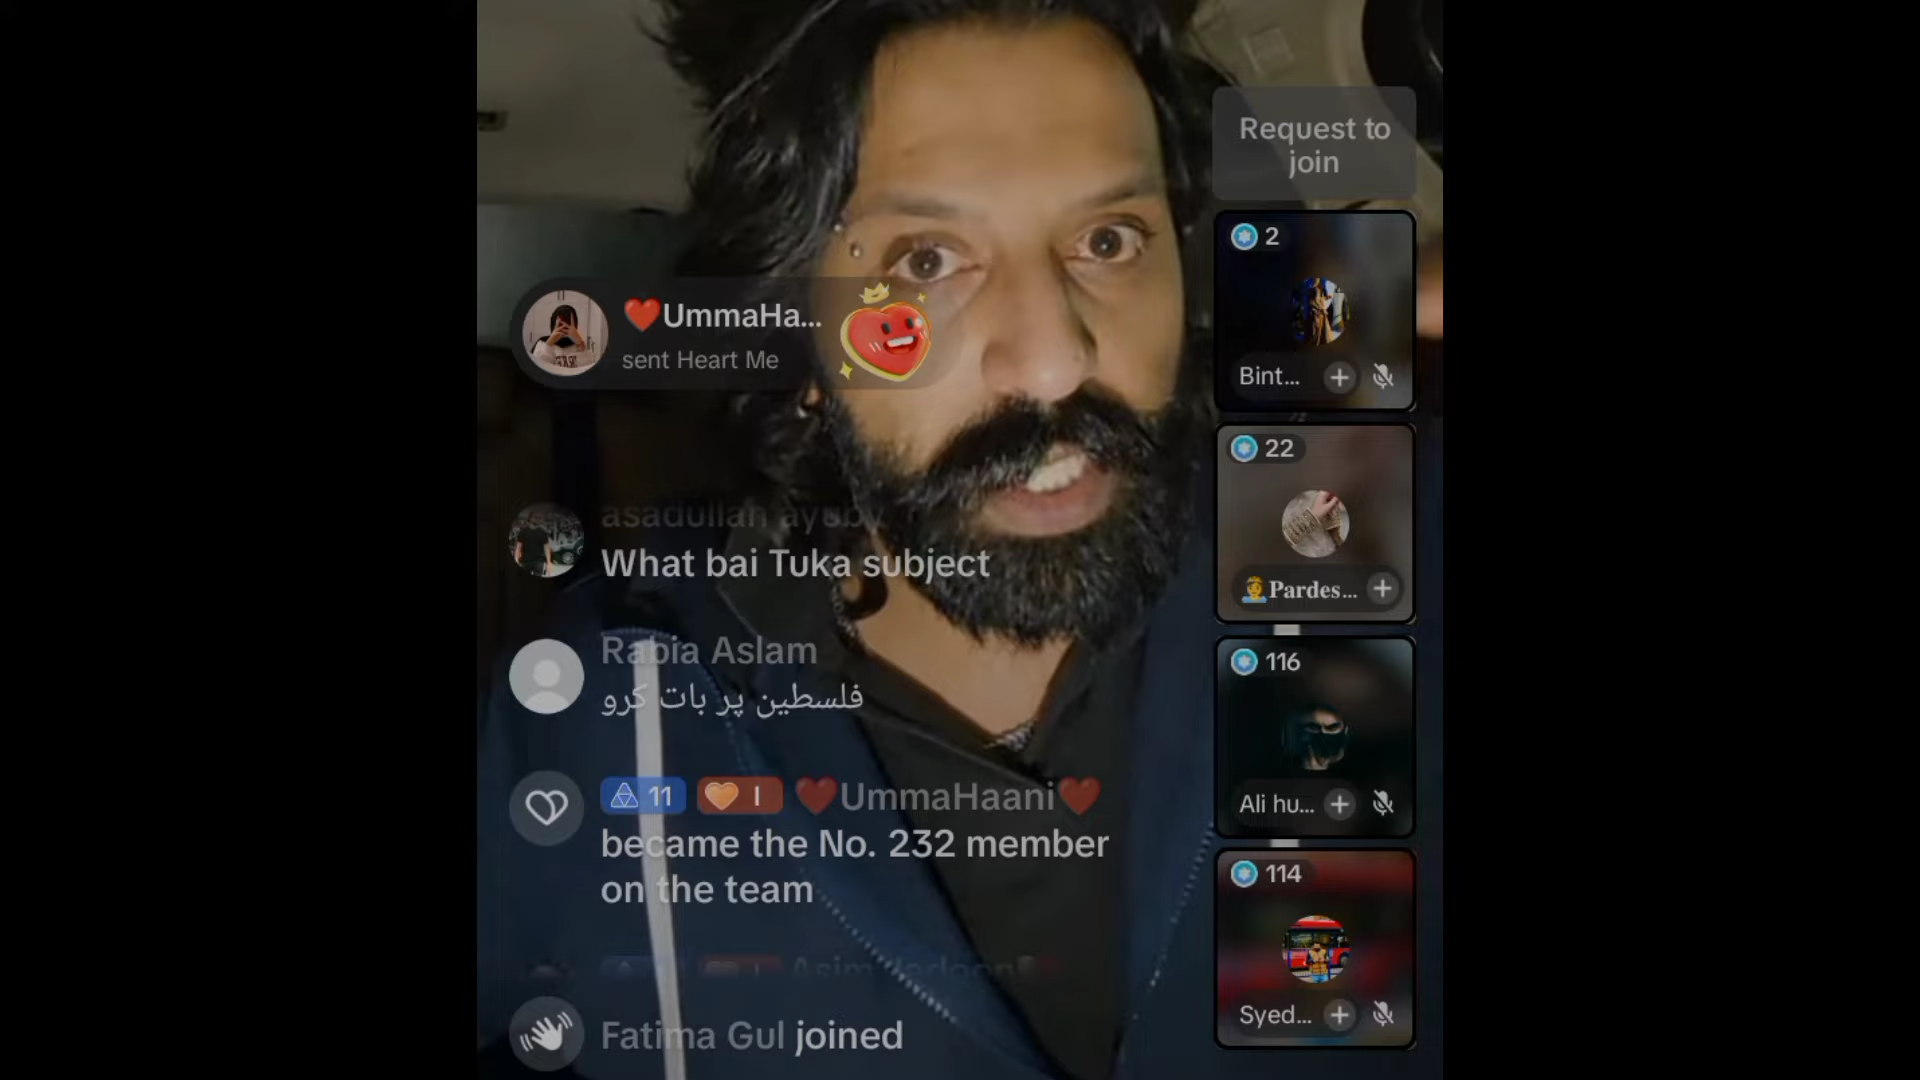 Request to
join
2
❤️UmmaHa...
sent Heart Me
Bint...
22
asadullah ayuby
What bai Tuka subject
𝐏𝐚𝐫𝐝𝐞𝐬...
Rabia Aslam
فلسطین پر بات کرو
116
11 I ❤️UmmaHaani❤️
became the No. 232 member
on the team
Ali hu...
114
Fatima Gul joined
Syed...